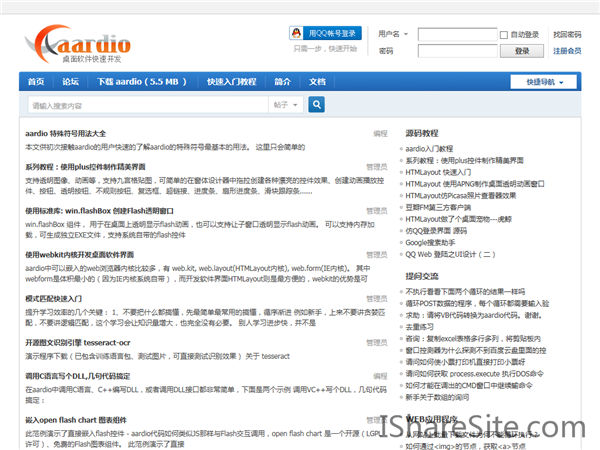 aardio
桌面软件快速开发
用QQ帐号登录
只需一步，快速开始
用户名
自动登录
找回密码
密码
登录
注册会员
首页
论坛
下载 aardio ( 5.5 MB )
快速入门教程
简介
文档
快捷导航
请输入搜索内容
帖子
aardio 特殊符号用法大全
编程
本文供初次接触aardio的用户快速的了解aardio的特殊符号最基本的用法。 这里只会简单的
系列教程：使用plus控件制作精美界面
管理员
支持透明图像、动画等，支持九宫格贴图，可简单的在窗体设计器中拖拉创建各种漂亮的控件效果、创建动画播放控
件、按钮、透明按钮、不规则按钮、复选框、超链接、进度条、扇形进度条、滑块跟踪条......
使用标准库: win.flashBox 创建Flash透明窗口
管理员
win.flashBox 组件，用于在桌面上透明显示flash动画，也可以支持让子窗口透明显示flash动画。 可以支持内存加
载，可生成独立EXE文件，支持系统自带的flash控件
使用webkit内核开发桌面软件界面
管理员
aardio中可以嵌入的web浏览器内核比较多，有 web.kit, web.layout(HTMLayout内核), web.form(IE内核)。 其中
webform是体积最小的（因为IE内核系统自带），而开发软件界面HTMLayout则是最方便的，webkit的优势是可
模式匹配快速入门
管理员
提升学习效率的几个关键： 1、不要把什么都搞懂，先最简单最常用的搞懂，循序渐进 例如新手，上来不要讲贪婪匹
配，不要讲逻辑匹配，这个学习会让知识量增大，也完全没有必要。 别人学习进步快，并不是
开源图文识别引擎 tesseract-ocr
管理员
演示程序下载（已包含训练语言包、测试图片，可直接测试识别效果 ）关于 tesseract
调用C语言写个DLL,几句代码搞定
编程
在aardio中调用C语言、C++编写DLL，或者调用DLL接口都非常简单，下面是两个示例 调用VC++写个DLL，几句代码
搞定：
嵌入open flash chart 图表组件
管理员
此范例演示了直接嵌入flash控件 - aardio代码如何类似JS那样与Flash交互调用，open flash chart 是一个开源（LGPL
许可）、免费的Flash图表组件。 此范例演示了直接
源码教程
aardio入门教程
系列教程：使用plus控件制作精美界面
HTMLayout 快速入门
HTMLayout 使用APNG制作桌面透明动画窗口
HTMLayout仿Picasa照片查看器效果
豆瓣FM第三方客户端
HTMLayout做了个桌面宠物---虎鲸
仿QQ登录界面 源码
Google搜索助手
QQ Web 登陆之UI设计（二）
提问交流
不执行看看下面两个循环的结果一样吗
循环POST数据的程序，每个循环都需要输入验
求助：请将VB代码转换为aardio代码。谢谢。
去重练习
咨询：复制excel表格多行多列，将剪贴板内
窗口控测器为什么探测不到百度云盘里面的控
请问如何使小票打印机直接打印小票呀
请问如何获取 process.execute 执行DOS命令
如何才能在调出的CMD窗口中继续输命令
新手关于数组的询问
WEB应用程序
从网站上批量下载文件为何不能循环执行？
如何通过<img>的节点，获取<a>节点
IShareSite.com